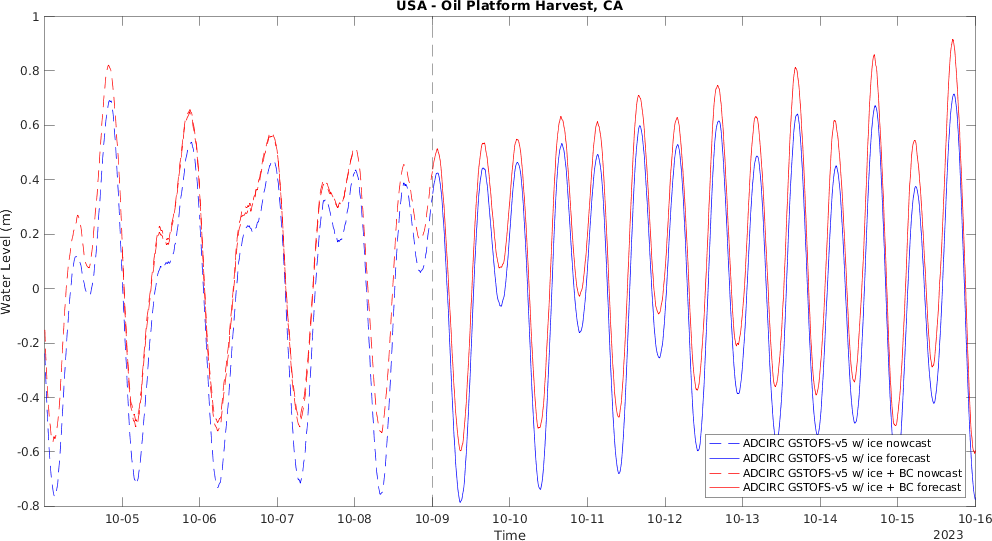 USA - Oil Platform Harvest, CA
1
0.8
0.6
0.4
0.2
0
-0.2
-0.4
-0.6
-0.8
Water Level (m)
ADCIRC GSTOFS-v5 w/ ice nowcast
ADCIRC GSTOFS-v5 w/ ice forecast
ADCIRC GSTOFS-v5 w/ ice + BC nowcast
ADCIRC GSTOFS-v5 w/ ice + BC forecast
10-05 10-06 10-07 10-08 10-09 10-10 10-11 10-12 10-13 10-14 10-15 10-16
Time
2023